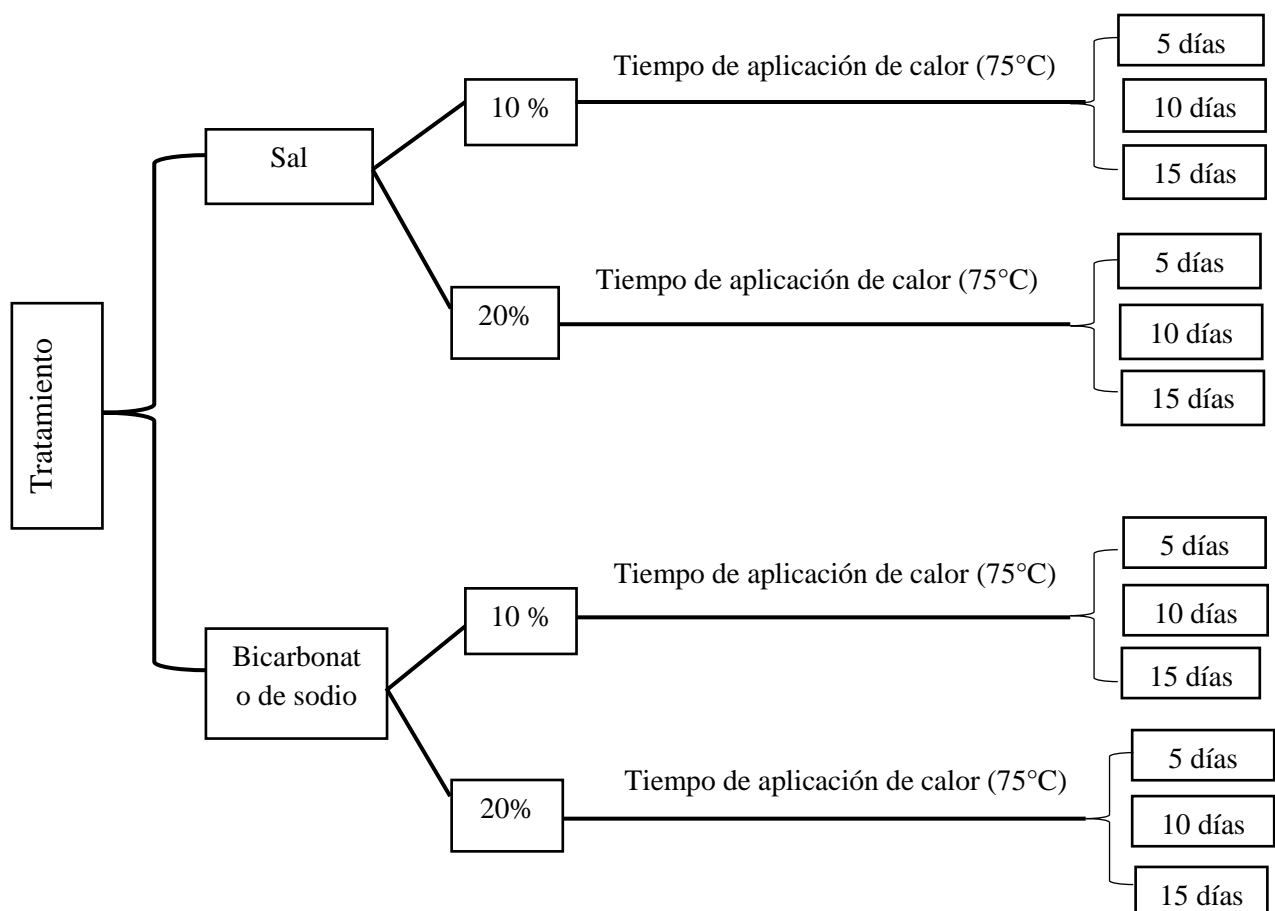 Tratamiento
Sal
10 %
Tiempo de aplicación de calor (75°C)
5 días
10 días
15 días
20%
Tiempo de aplicación de calor (75°C)
5 días
10 días
15 días
Bicarbonat
o de sodio
10 %
Tiempo de aplicación de calor (75°C)
5 días
10 días
15 días
20%
Tiempo de aplicación de calor (75°C)
5 días
10 días
15 días